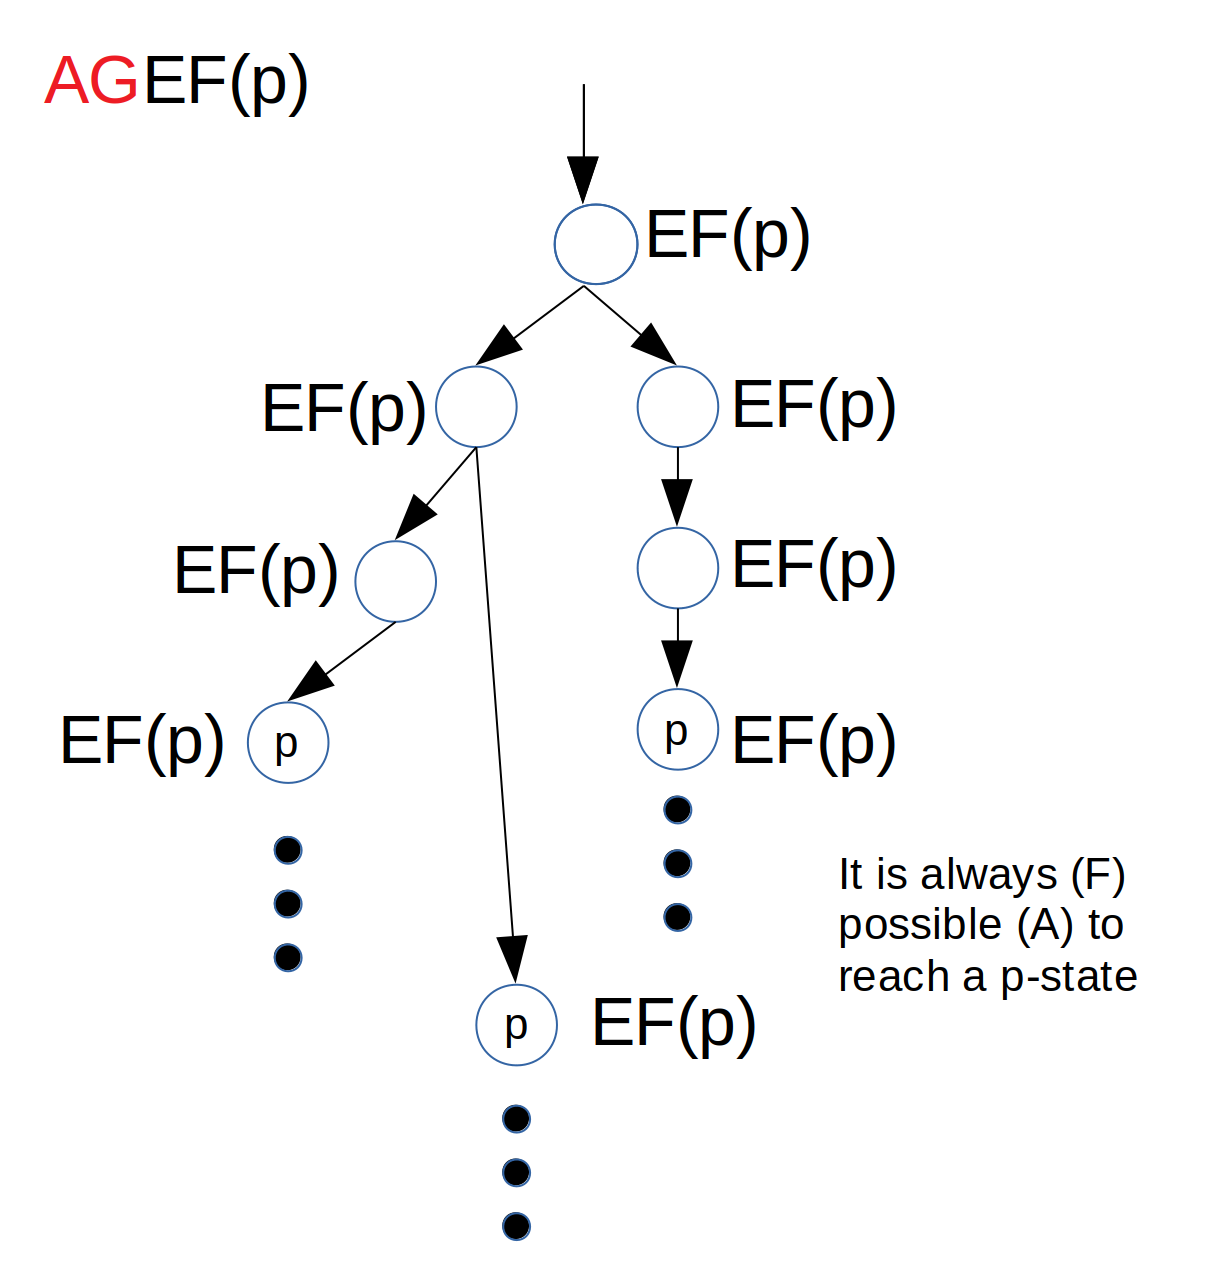 AGEF(p)
EF(p)
EF(p)
EF(p)
EF(p)
EF(p)
EF(p)
p
p
EF(p)
It is always (F)
possible (A) to
reach a p-state
p
EF(p)